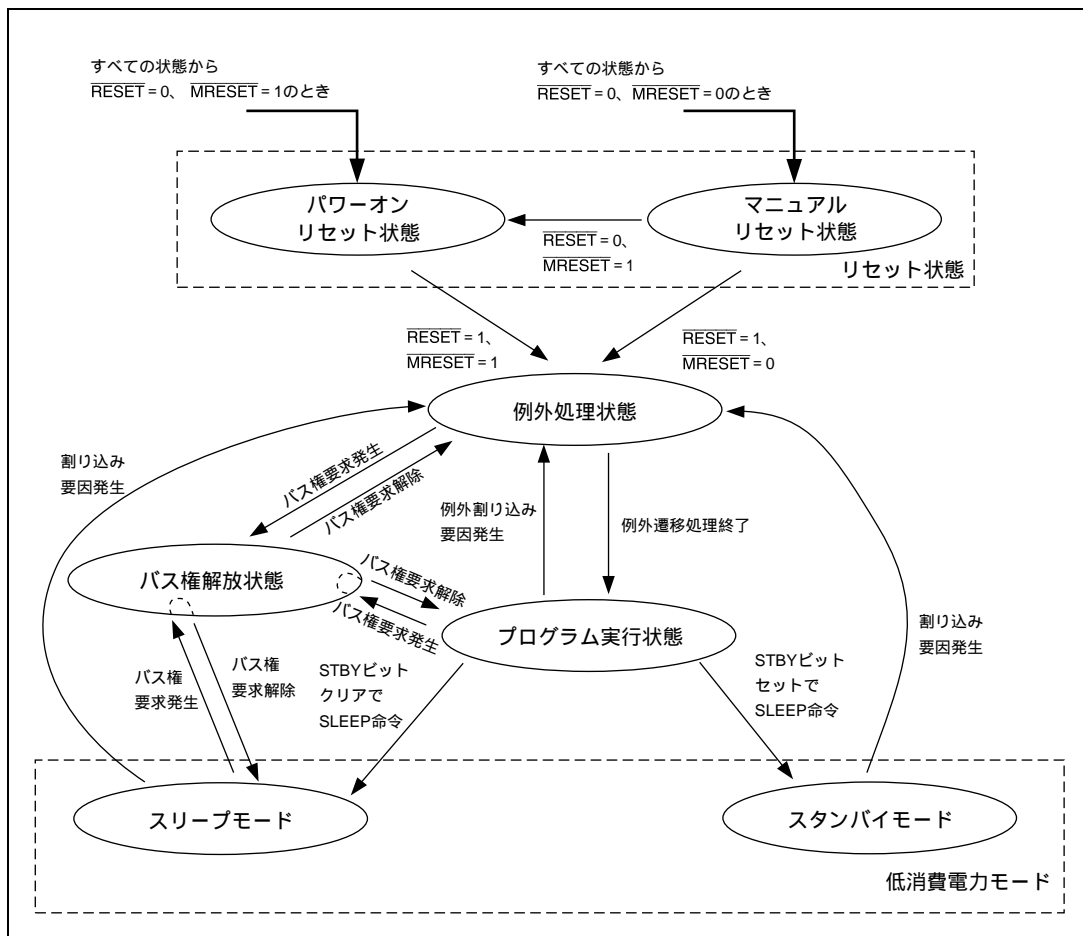 すべての状態から
RESET = 0、 MRESET = 1のとき
すべての状態から
RESET = 0、MRESET = 0のとき
パワーオン
リセット状態
マニュアル
リセット状態
RESET = 0、
MRESET = 1
リセット状態
RESET = 1、
MRESET = 1
RESET = 1、
MRESET = 0
例外処理状態
割り込み
要因発生
バス権要求発生
バス権要求解除
例外割り込み
要因発生
例外遷移処理終了
バス権解放状態
バス権要求解除
バス権要求発生
プログラム実行状態
割り込み
要因発生
バス権
要求発生
バス権
要求解除
STBYビット
クリアで
SLEEP命令
STBYビット
セットで
SLEEP命令
スリープモード
スタンバイモード
低消費電力モード